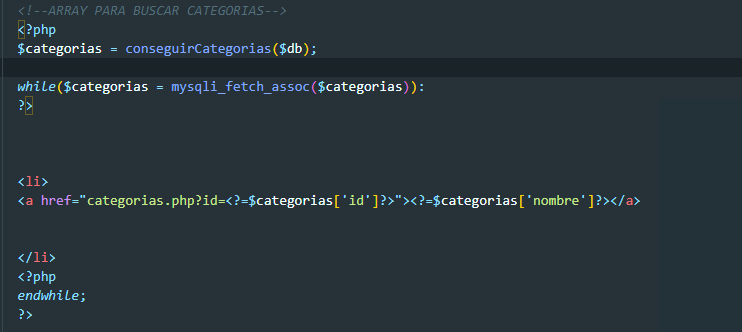 <!--ARRAY PARA BUSCAR CATEGORIAS-->
<?php
$categorias = conseguirCategorias($db);
while($categorias = mysqli_fetch_assoc($categorias)):
?>
<li>
<a href="categorias.php?id=<?=$categorias['id']?>"><?=$categorias['nombre']?></a>
</li>
<?php
endwhile;
?>